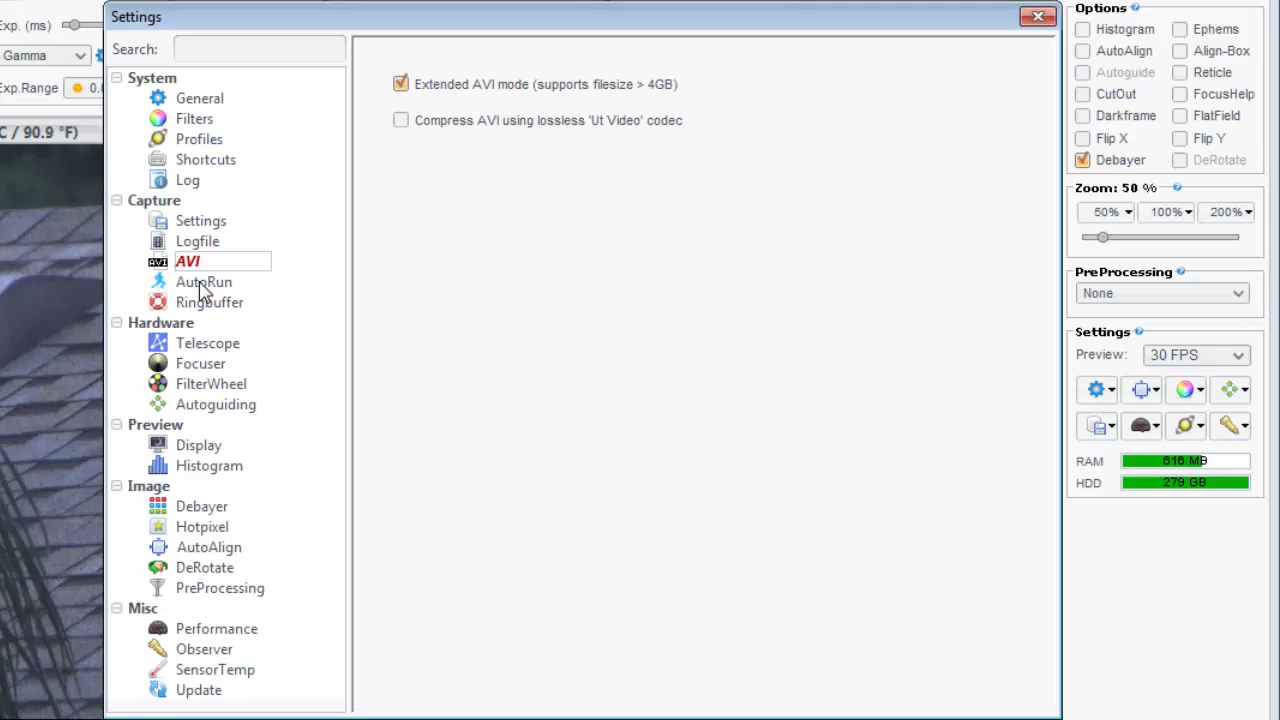 Exp. (ms)
Gamma
Exp.Range
0.
C / 90.9 °F)
Settings
Search:
System
General
Filters
Profiles
Shortcuts
Log
Capture
Settings
Logfile
AVI
AVI
AutoRun
Ringbuffer
Hardware
Telescope
Focuser
FilterWheel
Autoguiding
Preview
Display
Histogram
Image
Debayer
Hotpixel
AutoAlign
DeRotate
PreProcessing
Misc
Performance
Observer
SensorTemp
Update
Extended AVI mode (supports filesize > 4GB)
Compress AVI using lossless 'Ut Video' codec
Options
Histogram Ephems
AutoAlign Align-Box
Autoguide Reticle
CutOut FocusHelp
Darkframe FlatField
Flip X Flip Y
Debayer DeRotate
Zoom: 50 %
50% 100% 200%
PreProcessing
None
Settings
Preview: 30 FPS
RAM 616 MB
HDD 279 GB